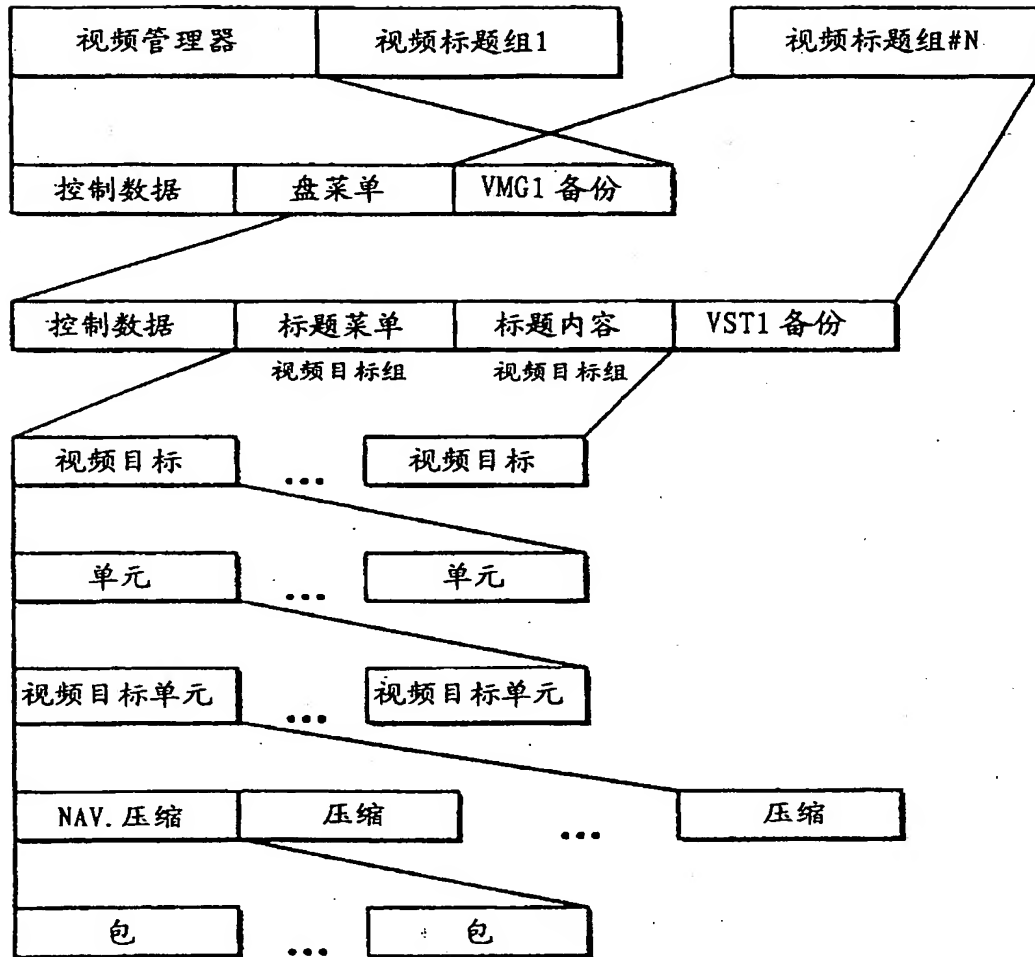 视频管理器 视频标题组1 视频标题组#N
控制数据 盘菜单 VMG1 备份
控制数据 标题菜单 标题内容 VST1 备份
视频目标组 视频目标组
视频目标 ... 视频目标
单元 ... 单元
视频目标单元 ... 视频目标单元
NAV.压缩 压缩 ... 压缩
包 ... 包